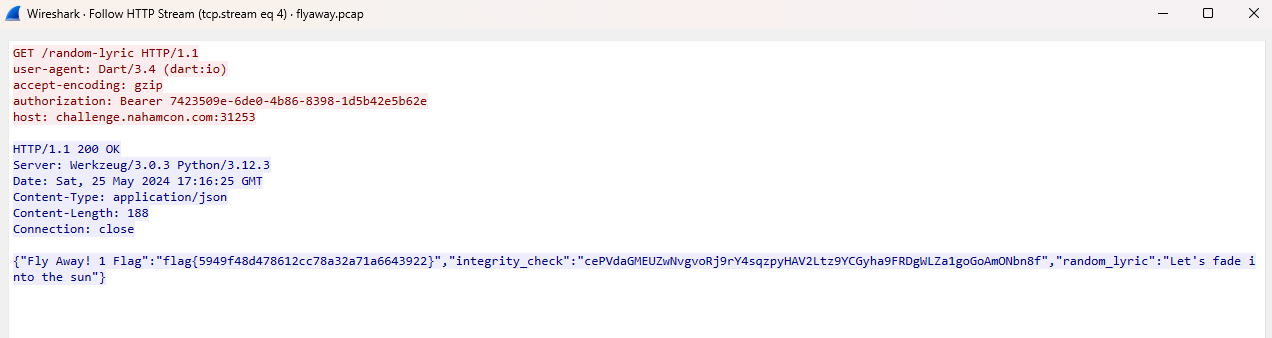 Wireshark · Follow HTTP Stream (tcp.stream eq 4) · flyaway.pcap
GET /random-lyric HTTP/1.1
user-agent: Dart/3.4 (dart:io)
accept-encoding: gzip
authorization: Bearer 7423509e-6de0-4b86-8398-1d5b42e5b62e
host: challenge.nahamcon.com:31253
HTTP/1.1 200 OK
Server: Werkzeug/3.0.3 Python/3.12.3
Date: Sat, 25 May 2024 17:16:25 GMT
Content-Type: application/json
Content-Length: 188
Connection: close
{"Fly Away! 1 Flag":"flag{5949f48d478612cc78a32a71a6643922}","integrity_check":"cePVdaGMEUZwNvgvoRj9rY4sqzpyHAV2Ltz9YCGyha9FRDgWLZa1goGoAmONbn8f","random_lyric":"Let's fade i
nto the sun"}